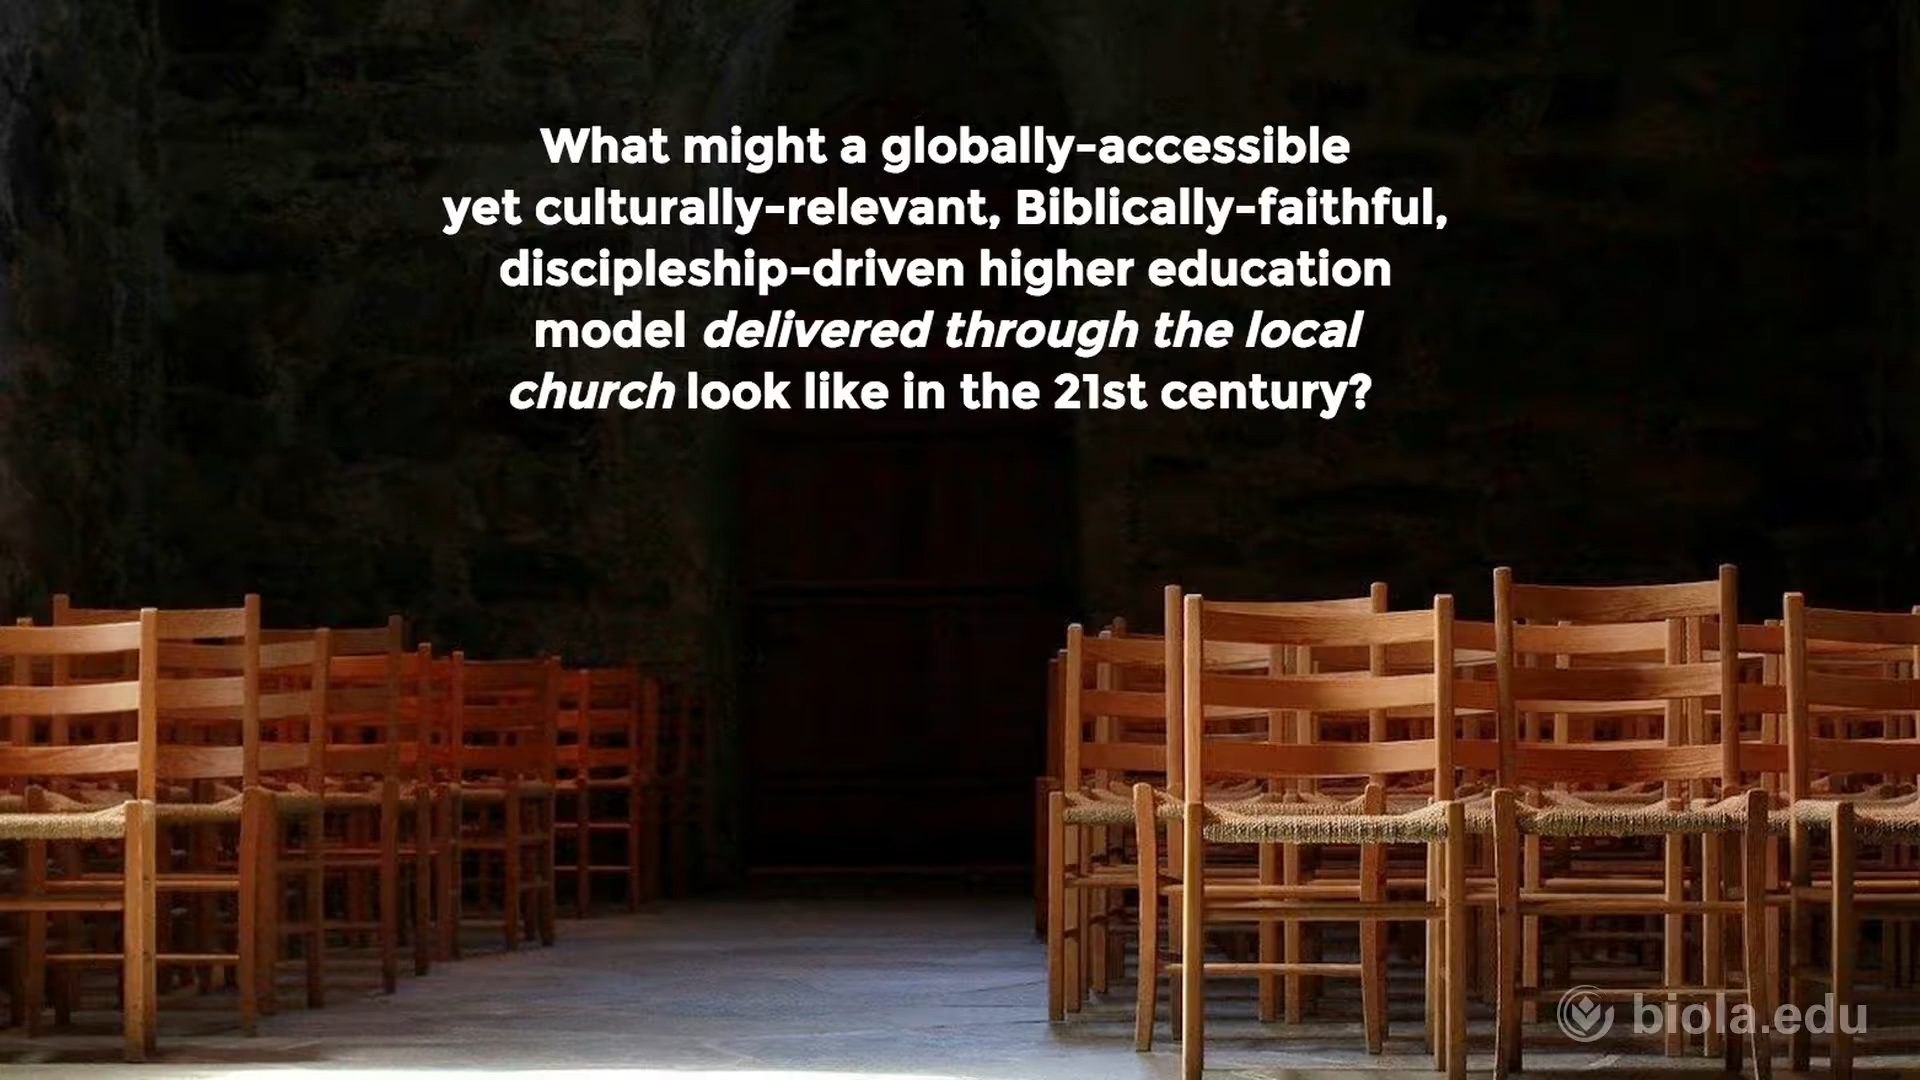 What might a globally-accessible
yet culturally-relevant, Biblically-faithful,
discipleship-driven higher education
model delivered through the local
church look like in the 21st century?
biola.edu